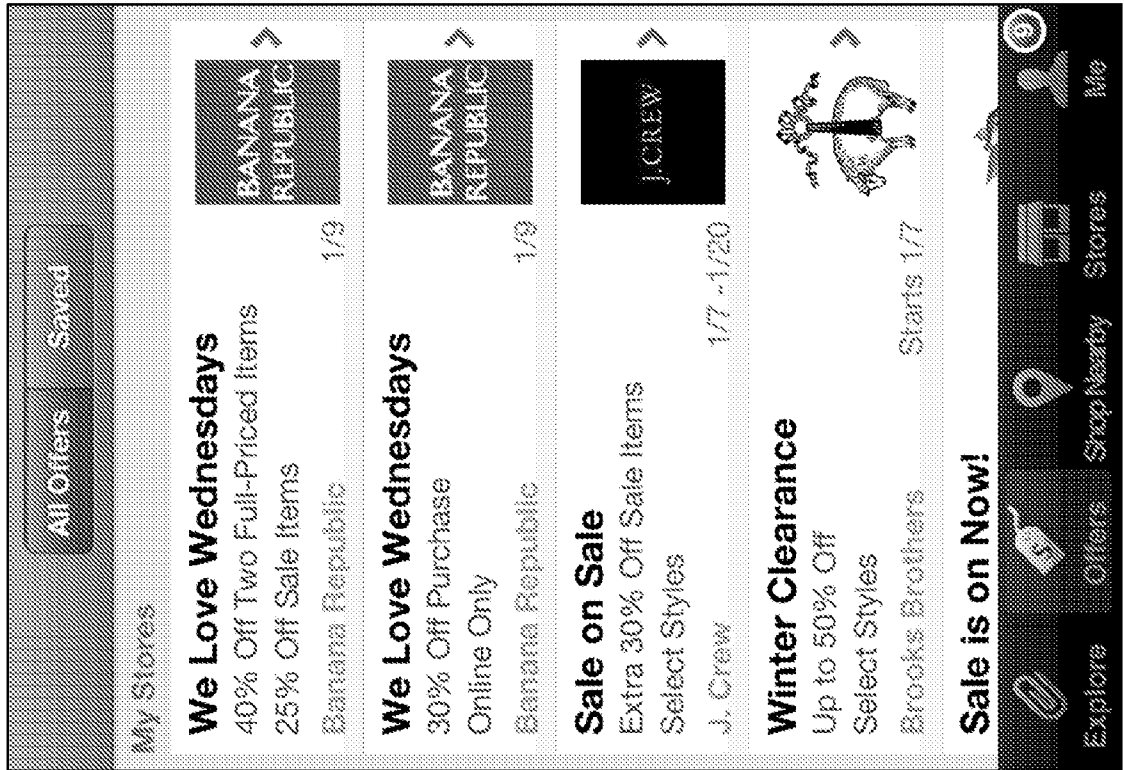 All Offers Saved
My Stores
We Love Wednesdays
40% Off Two Full-Priced Items
25% Off Sale Items
Banana Republic 1/9
BANANA
REPUBLIC
We Love Wednesdays
30% Off Purchase
Online Only
Banana Republic 1/9
BANANA
REPUBLIC
Sale on Sale
Extra 30% Off Sale Items
Select Styles
J. Crew 1/7 -1/20
J.CREW
Winter Clearance
Up to 50% Off
Select Styles
Brooks Brothers Starts 1/7
Sale is on Now!
9
Explore Offers Shop Nearby Stores Me